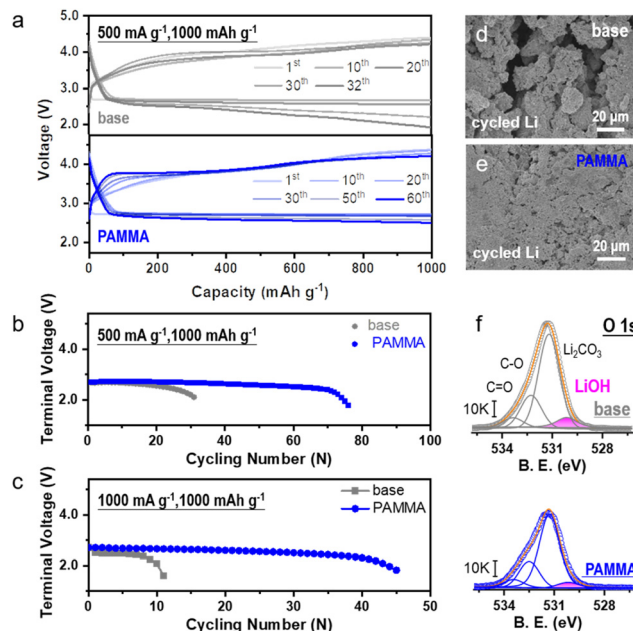 a
500 mA g⁻¹,1000 mAh g⁻¹
5.0
4.0
3.0
2.0
1st 10th 20th
30th 32th
base
4.0
3.0
2.0
1st 10th 20th
30th 50th 60th
PAMMA
Voltage (V)
0 200 400 600 800 1000
Capacity (mAh g⁻¹)
b
500 mA g⁻¹,1000 mAh g⁻¹
base
PAMMA
4.0
2.0
Terminal Voltage (V)
0 20 40 60 80 100
Cycling Number (N)
c
1000 mA g⁻¹,1000 mAh g⁻¹
base
PAMMA
4.0
2.0
Terminal Voltage (V)
0 10 20 30 40 50
Cycling Number (N)
d
base
cycled Li
20 μm
e
PAMMA
cycled Li
20 μm
f
O 1s
Li₂CO₃
C-O
C=O
LiOH
10K
base
534 531 528
B. E. (eV)
10K
PAMMA
534 531 528
B. E. (eV)